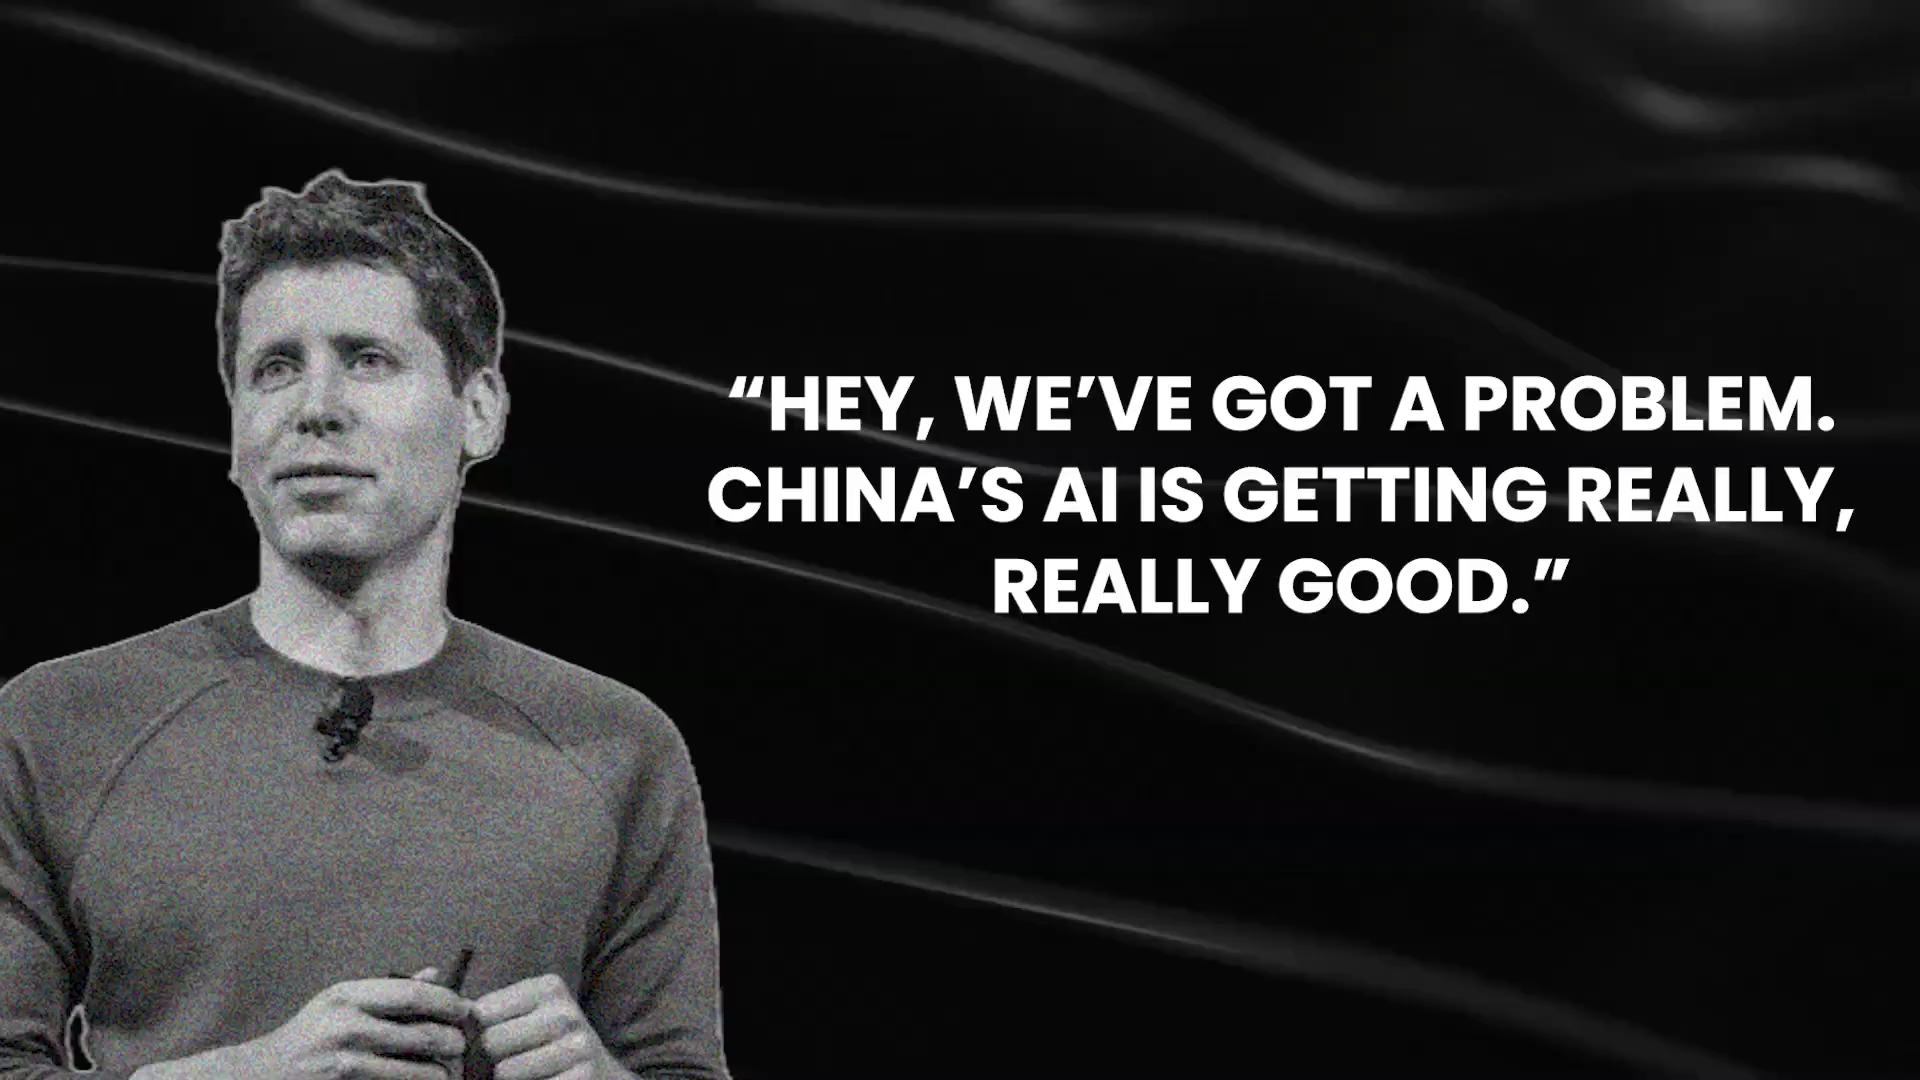 “HEY, WE’VE GOT A PROBLEM.
CHINA’S AI IS GETTING REALLY,
REALLY GOOD.”